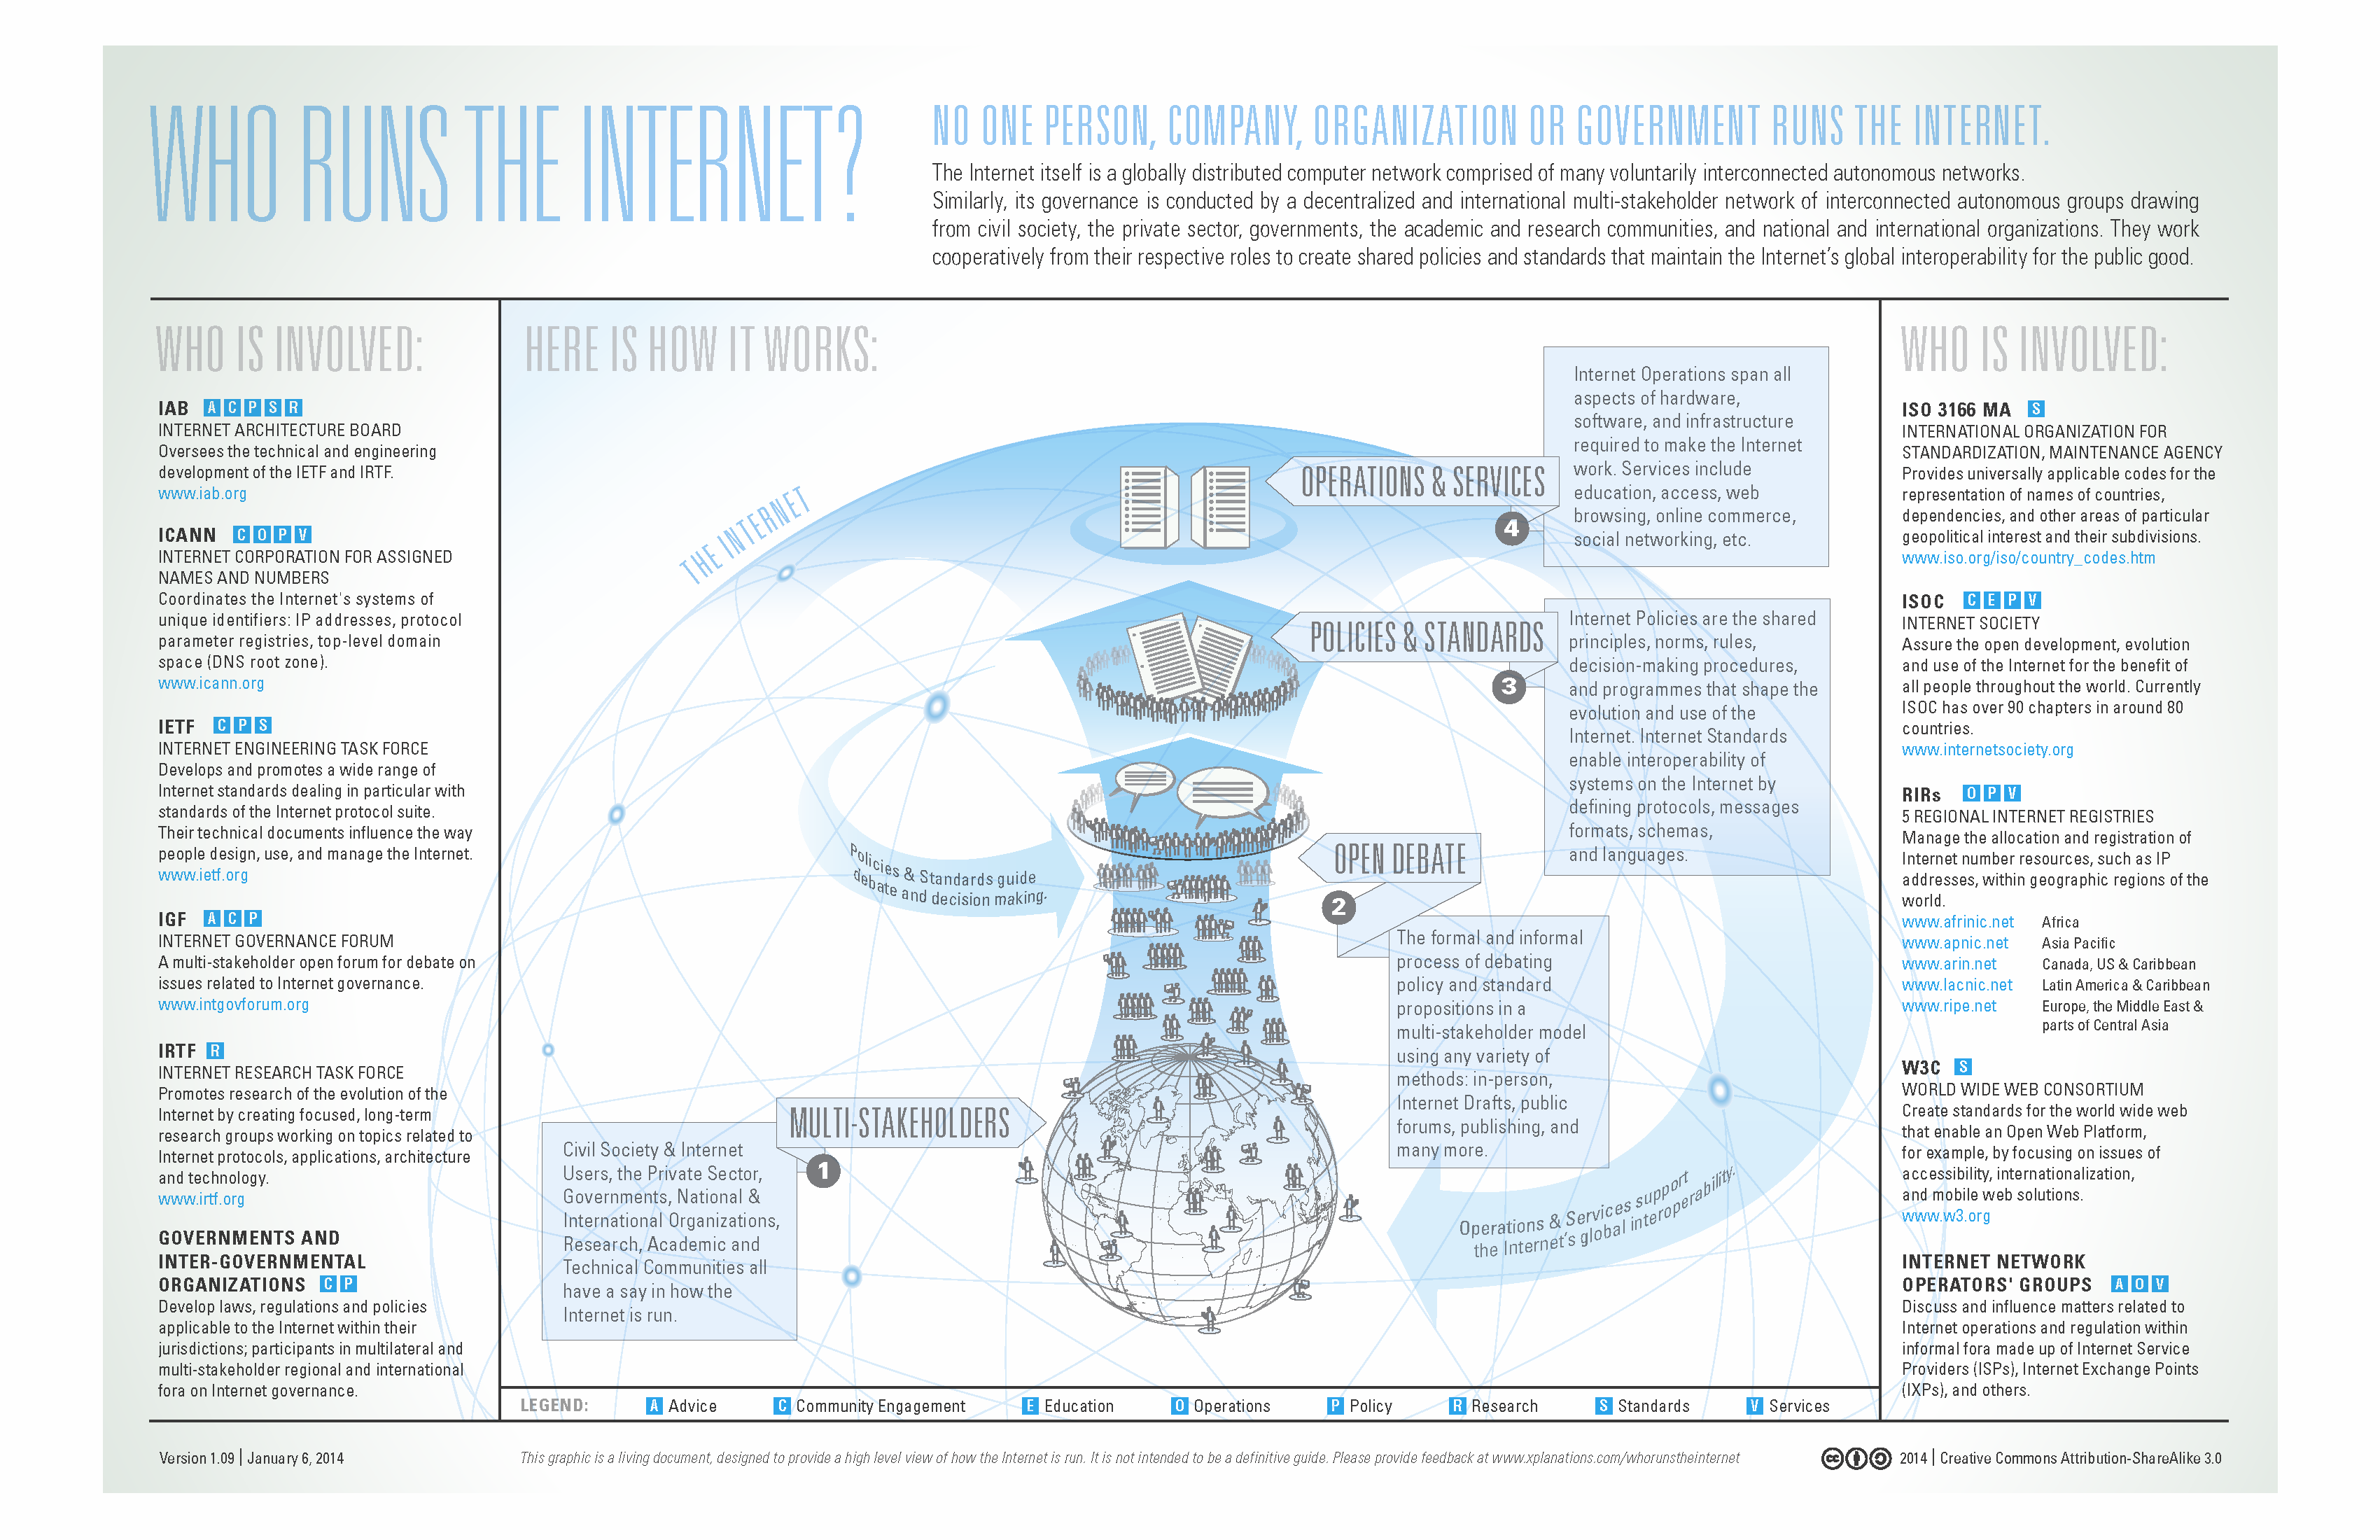 WHO RUNS THE INTERNET?
NO ONE PERSON, COMPANY, ORGANIZATION OR GOVERNMENT RUNS THE INTERNET.
The Internet itself is a globally distributed computer network comprised of many voluntarily interconnected autonomous networks.
Similarly, its governance is conducted by a decentralized and international multi-stakeholder network of interconnected autonomous groups drawing
from civil society, the private sector, governments, the academic and research communities, and national and international organizations. They work
cooperatively from their respective roles to create shared policies and standards that maintain the Internet's global interoperability for the public good.
WHO IS INVOLVED:
IAB A C P S R
INTERNET ARCHITECTURE BOARD
Oversees the technical and engineering
development of the IETF and IRTF.
www.iab.org
ICANN C O P V
INTERNET CORPORATION FOR ASSIGNED
NAMES AND NUMBERS
Coordinates the Internet's systems of
unique identifiers: IP addresses, protocol
parameter registries, top-level domain
space (DNS root zone).
www.icann.org
IETF C P S
INTERNET ENGINEERING TASK FORCE
Develops and promotes a wide range of
Internet standards dealing in particular with
standards of the Internet protocol suite.
Their technical documents influence the way
people design, use, and manage the Internet.
www.ietf.org
IGF A C P
INTERNET GOVERNANCE FORUM
A multi-stakeholder open forum for debate on
issues related to Internet governance.
www.intgovforum.org
IRTF R
INTERNET RESEARCH TASK FORCE
Promotes research of the evolution of the
Internet by creating focused, long-term
research groups working on topics related to
Internet protocols, applications, architecture
and technology.
www.irtf.org
GOVERNMENTS AND
INTER-GOVERNMENTAL
ORGANIZATIONS C P
Develop laws, regulations and policies
applicable to the Internet within their
jurisdictions; participants in multilateral and
multi-stakeholder regional and international
fora on Internet governance.
HERE IS HOW IT WORKS:
THE INTERNET
OPERATIONS & SERVICES
4
Internet Operations span all
aspects of hardware,
software, and infrastructure
required to make the Internet
work. Services include
education, access, web
browsing, online commerce,
social networking, etc.
POLICIES & STANDARDS
3
Internet Policies are the shared
principles, norms, rules,
decision-making procedures,
and programmes that shape the
evolution and use of the
Internet. Internet Standards
enable interoperability of
systems on the Internet by
defining protocols, messages
formats, schemas,
and languages.
Policies & Standards guide
debate and decision making.
OPEN DEBATE
2
The formal and informal
process of debating
policy and standard
propositions in a
multi-stakeholder model
using any variety of
methods: in-person,
Internet Drafts, public
forums, publishing, and
many more.
MULTI-STAKEHOLDERS
1
Civil Society & Internet
Users, the Private Sector,
Governments, National &
International Organizations,
Research, Academic and
Technical Communities all
have a say in how the
Internet is run.
Operations & Services support
the Internet's global interoperability.
LEGEND: A Advice C Community Engagement E Education O Operations P Policy R Research S Standards V Services
WHO IS INVOLVED:
ISO 3166 MA S
INTERNATIONAL ORGANIZATION FOR
STANDARDIZATION, MAINTENANCE AGENCY
Provides universally applicable codes for the
representation of names of countries,
dependencies, and other areas of particular
geopolitical interest and their subdivisions.
www.iso.org/iso/country_codes.htm
ISOC C E P V
INTERNET SOCIETY
Assure the open development, evolution
and use of the Internet for the benefit of
all people throughout the world. Currently
ISOC has over 90 chapters in around 80
countries.
www.internetsociety.org
RIRs O P V
5 REGIONAL INTERNET REGISTRIES
Manage the allocation and registration of
Internet number resources, such as IP
addresses, within geographic regions of the
world.
www.afrinic.net Africa
www.apnic.net Asia Pacific
www.arin.net Canada, US & Caribbean
www.lacnic.net Latin America & Caribbean
www.ripe.net Europe, the Middle East &
parts of Central Asia
W3C S
WORLD WIDE WEB CONSORTIUM
Create standards for the world wide web
that enable an Open Web Platform,
for example, by focusing on issues of
accessibility, internationalization,
and mobile web solutions.
www.w3.org
INTERNET NETWORK
OPERATORS' GROUPS A O V
Discuss and influence matters related to
Internet operations and regulation within
informal fora made up of Internet Service
Providers (ISPs), Internet Exchange Points
(IXPs), and others.
Version 1.09 | January 6, 2014
This graphic is a living document, designed to provide a high level view of how the Internet is run. It is not intended to be a definitive guide. Please provide feedback at www.xplanations.com/whorunstheinternet
cc 2014 | Creative Commons Attribution-ShareAlike 3.0